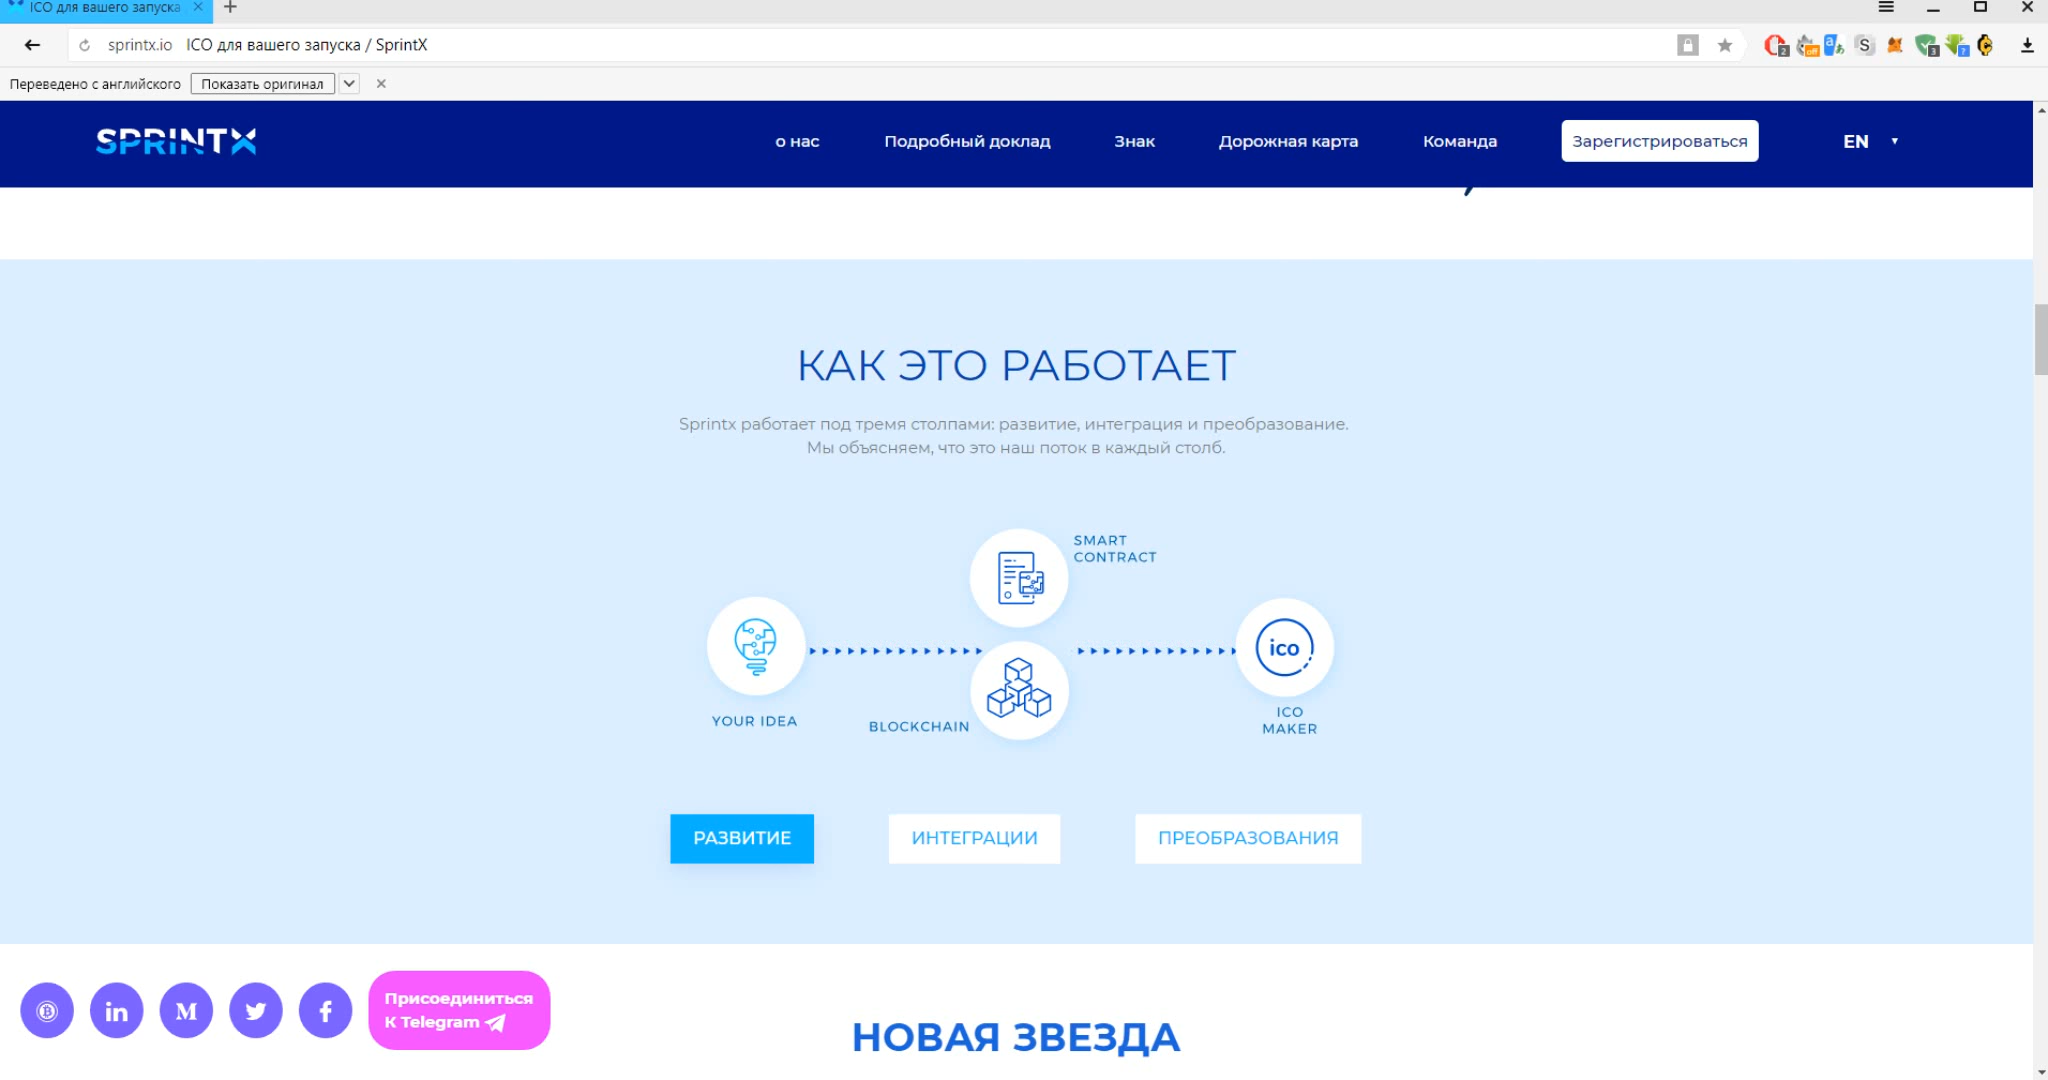 ICO для вашего запуска
sprintx.io ICO для вашего запуска / SprintX
Переведено с английского Показать оригинал
SPRINTX о нас Подробный доклад Знак Дорожная карта Команда Зарегистрироваться EN
КАК ЭТО РАБОТАЕТ
Sprintx работает под тремя столпами: развитие, интеграция и преобразование.
Мы объясняем, что это наш поток в каждый столб.
SMART
CONTRACT
ico
YOUR IDEA
BLOCKCHAIN
ICO
MAKER
РАЗВИТИЕ ИНТЕГРАЦИИ ПРЕОБРАЗОВАНИЯ
Присоединиться
К Telegram
НОВАЯ ЗВЕЗДА